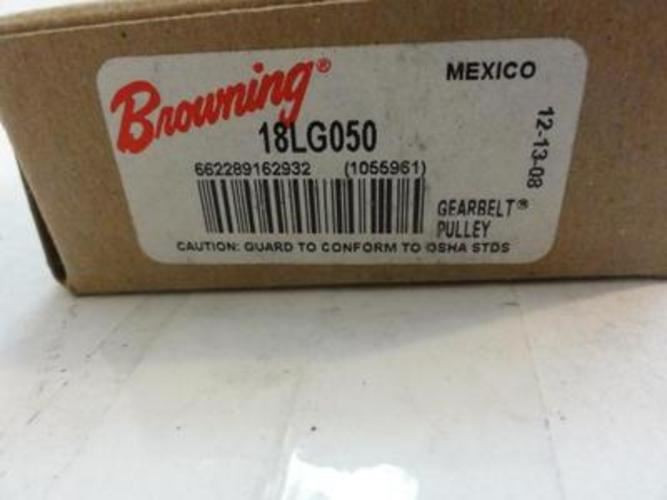 Browning®
MEXICO
18LG050
12-13-08
662289162932 (1055961)
GEARBELT®
PULLEY
CAUTION: GUARD TO CONFORM TO OSHA STDS